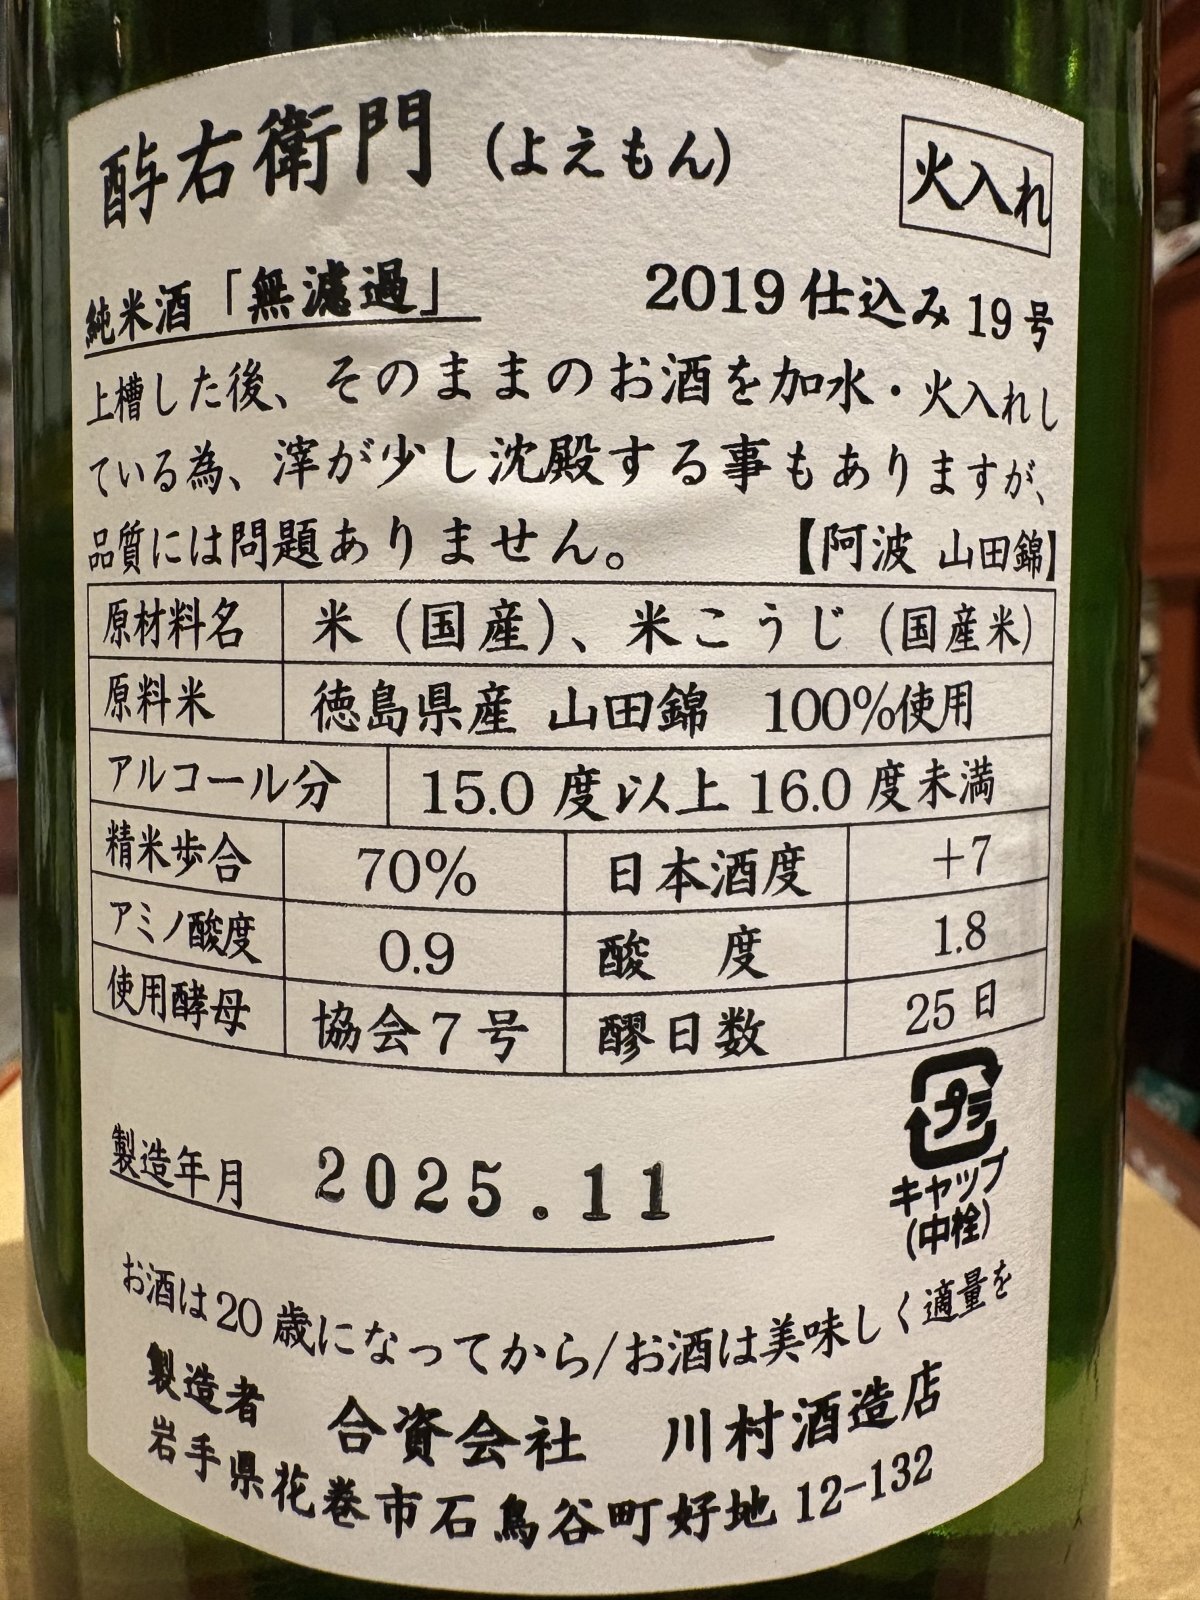 酉与右衛門 (よえもん)
火入れ
純米酒「無濾過」 2019 仕込み 19号
上槽した後、そのままのお酒を加水・火入れし
ている為、滓が少し沈殿する事もありますが、
品質には問題ありません。 【阿波 山田錦】
原材料名 米（国産）、米こうじ（国産米）
原料米 徳島県産 山田錦 100%使用
アルコール分 15.0 度以上 16.0 度未満
精米歩合 70% 日本酒度 +7
アミノ酸度 0.9 酸 度 1.8
使用酵母 協会7号 醪日数 25日
製造年月 2025.11
プラ
キャップ
(中栓)
お酒は20歳になってから/お酒は美味しく適量を
製造者 合資会社 川村酒造店
岩手県花巻市石鳥谷町好地 12-132